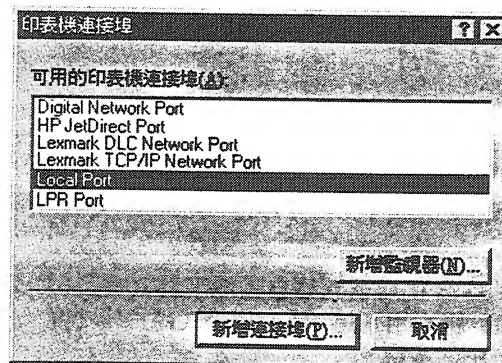 印表機連接埠
可用的印表機連接埠(A):
Digital Network Port
HP JetDirect Port
Lexmark DLC Network Port
Lexmark TCP/IP Network Port
Local Port
LPR Port
新增監視器(N)...
新增連接埠(P)... 取消